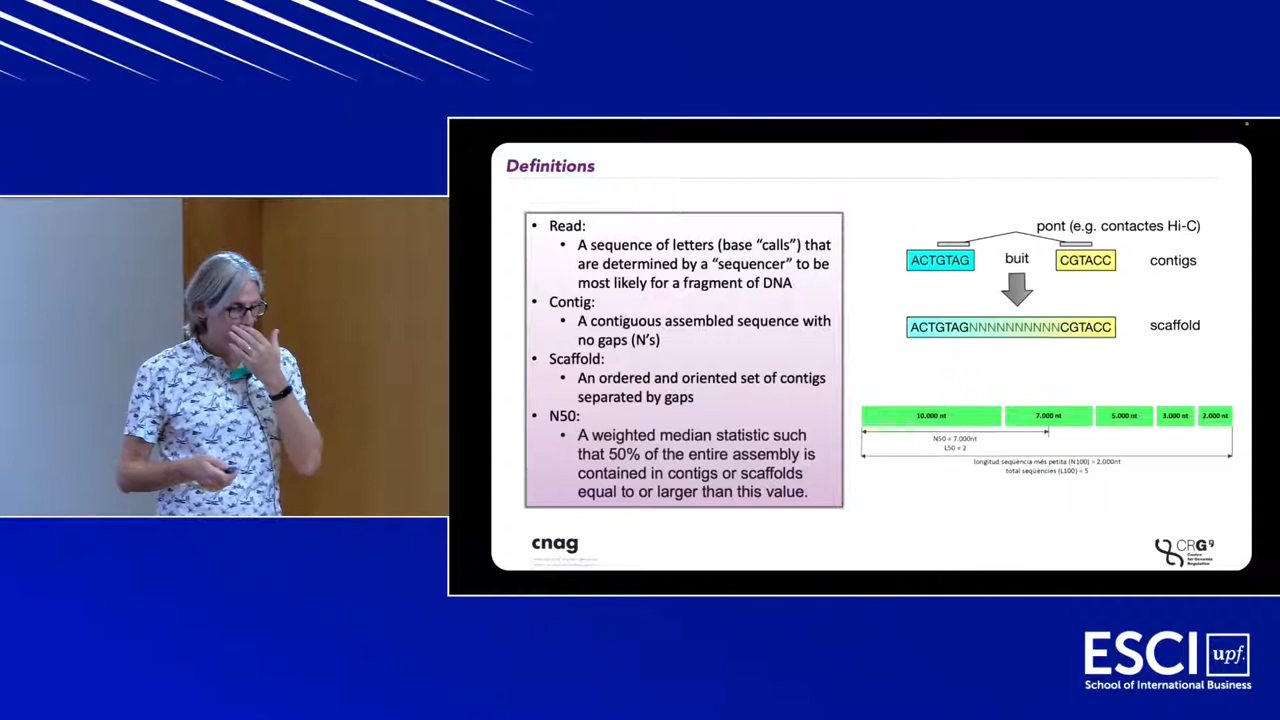 Definitions
• Read:
• A sequence of letters (base “calls”) that
are determined by a “sequencer” to be
most likely for a fragment of DNA
• Contig:
• A contiguous assembled sequence with
no gaps (N’s)
• Scaffold:
• An ordered and oriented set of contigs
separated by gaps
• N50:
• A weighted median statistic such
that 50% of the entire assembly is
contained in contigs or scaffolds
equal to or larger than this value.
pont (e.g. contactes Hi-C)
ACTGTAG buit CGTACC contigs
ACTGTAGNNNNNNNNNNCGTACC scaffold
10.000 nt 7.000 nt 5.000 nt 3.000 nt 2.000 nt
N50 = 7.000nt
L50 = 2
longitud seqüència més petita (N100) = 2.000nt
total seqüències (L100) = 5
cnag
CRG
Centre
for Genomic
Regulation
ESCI upf.
School of International Business